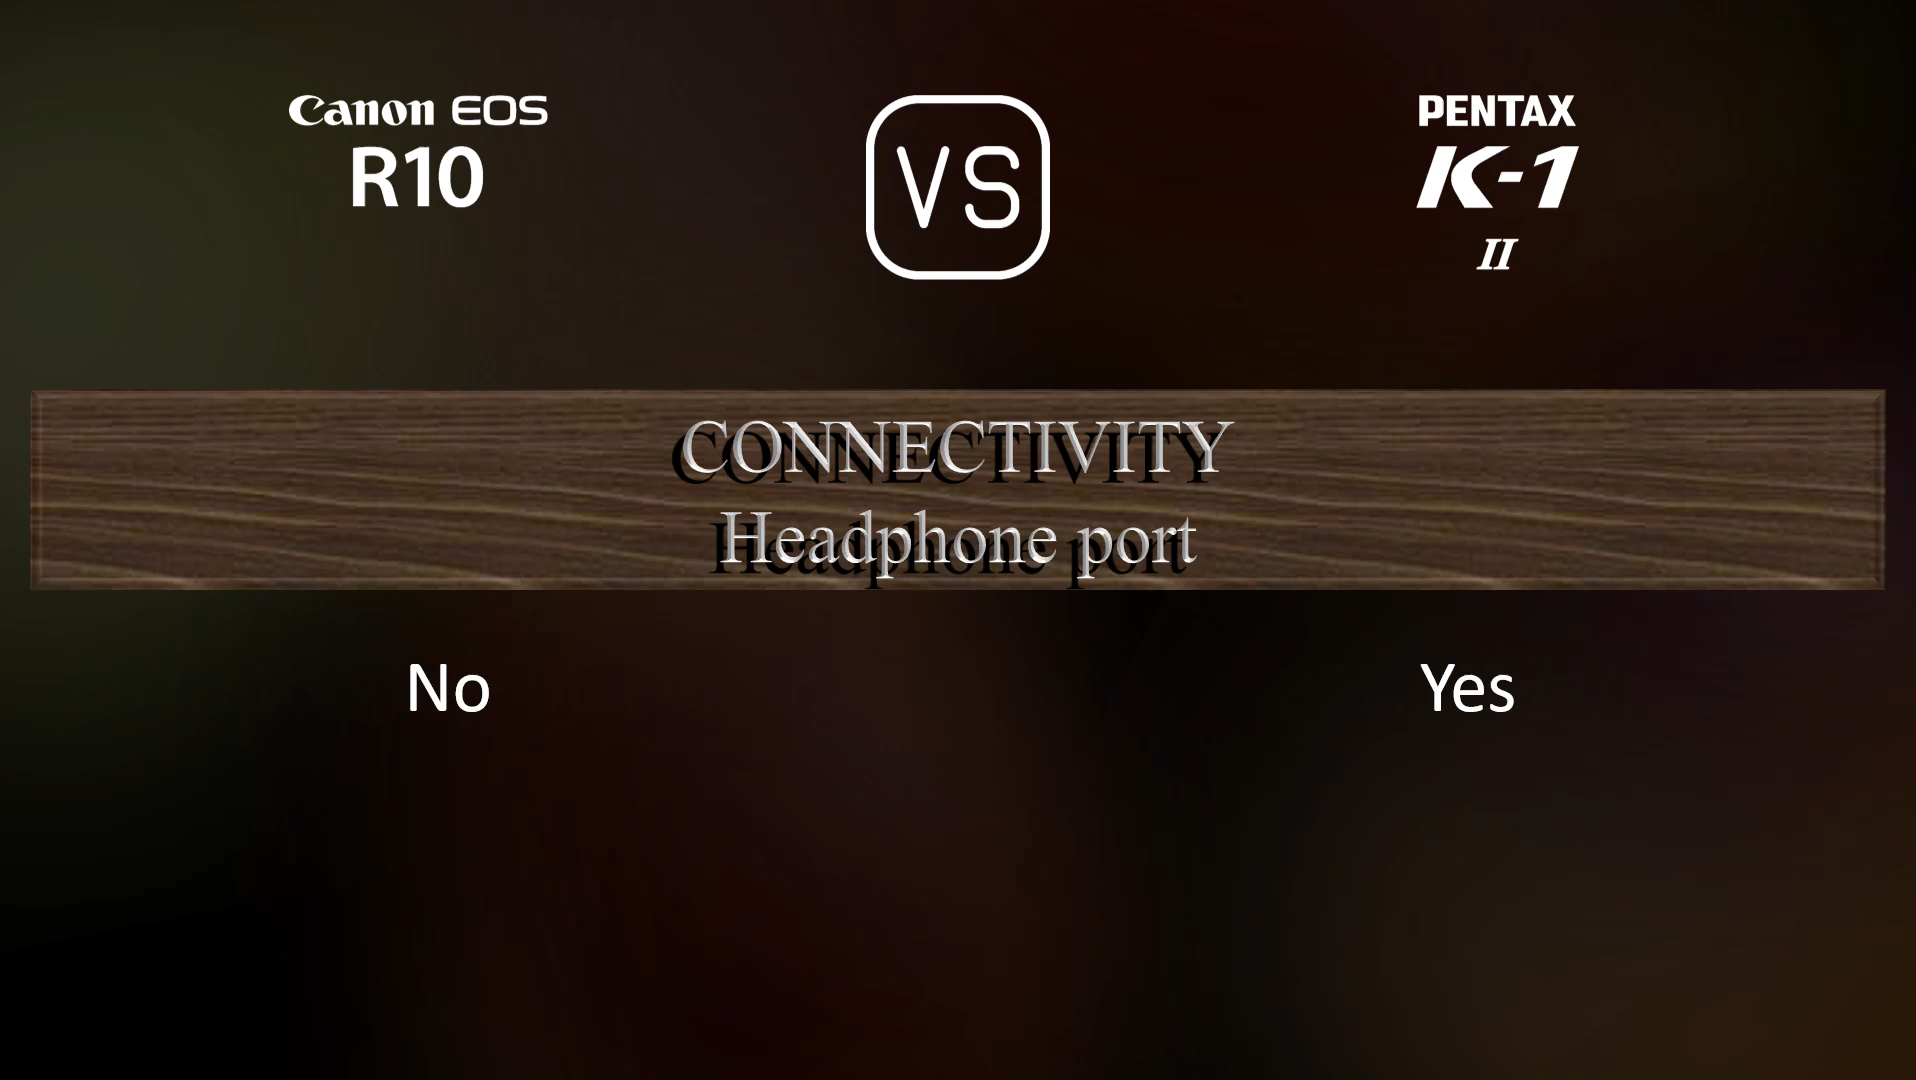 Canon EOS
R10
VS
PENTAX
K-1
II
CONNECTIVITY
Headphone port
No
Yes